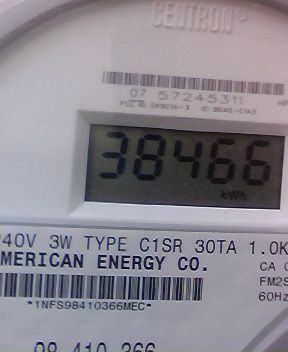 CENTRON®
07 57245311
38466
kWh
240V 3W TYPE C1SR 30TA 1.0K
MERICAN ENERGY CO.
CA
FM2S
60Hz
*1NFS98410366MEC*
98 410 366